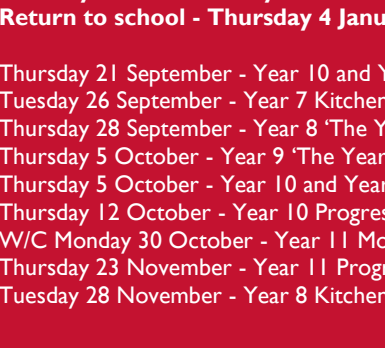 Return to school - Thursday 4 Janu
Thursday 21 September - Year 10 and Y
Tuesday 26 September - Year 7 Kitchen
Thursday 28 September - Year 8 ‘The Y
Thursday 5 October - Year 9 ‘The Year
Thursday 5 October - Year 10 and Year
Thursday 12 October - Year 10 Progres
W/C Monday 30 October - Year 11 Mo
Thursday 23 November - Year 11 Progr
Tuesday 28 November - Year 8 Kitchen